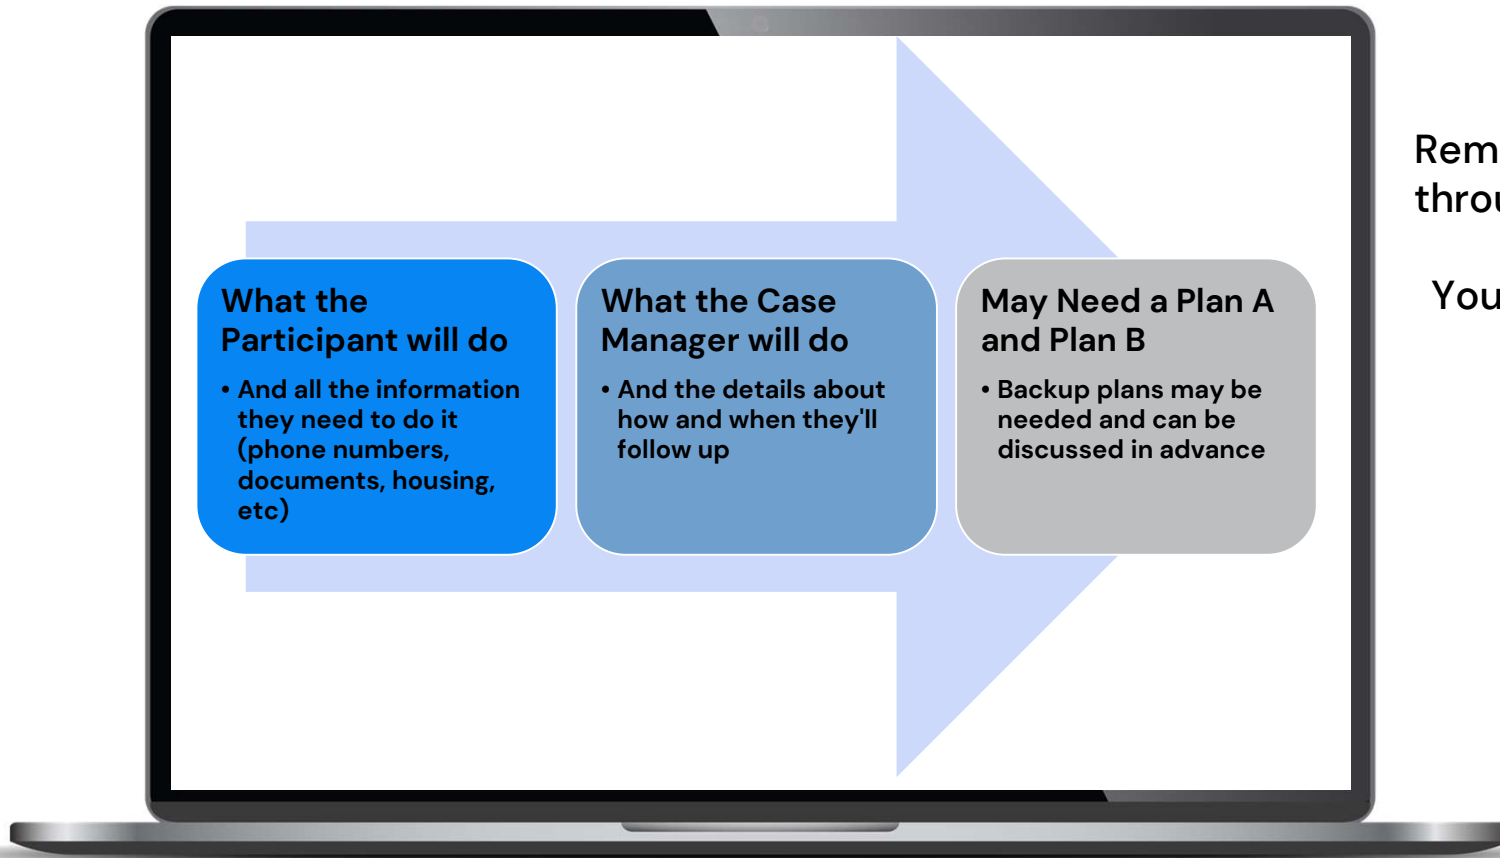 What the
Participant will do
• And all the information
they need to do it
(phone numbers,
documents, housing,
etc)
What the Case
Manager will do
• And the details about
how and when they'll
follow up
May Need a Plan A
and Plan B
• Backup plans may be
needed and can be
discussed in advance
You